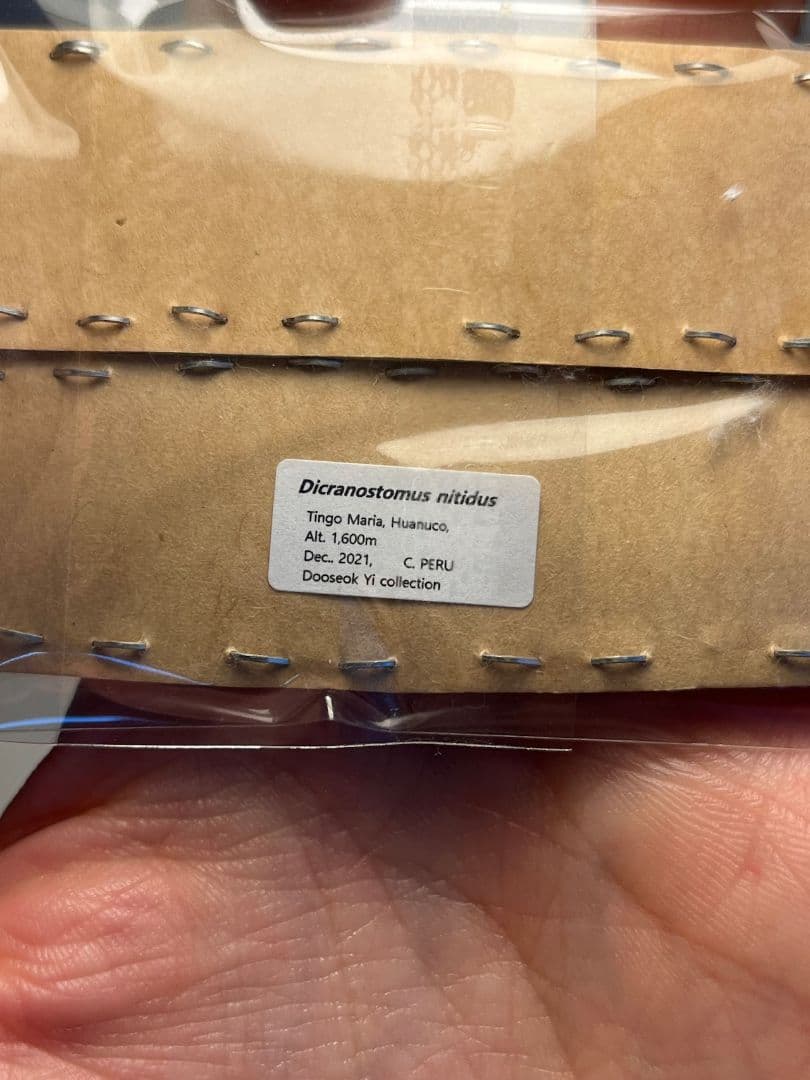 Dicranostomus nitidus
Tingo Maria, Huanuco,
Alt. 1,600m
Dec.. 2021, C. PERU
Dooseok Yi collection